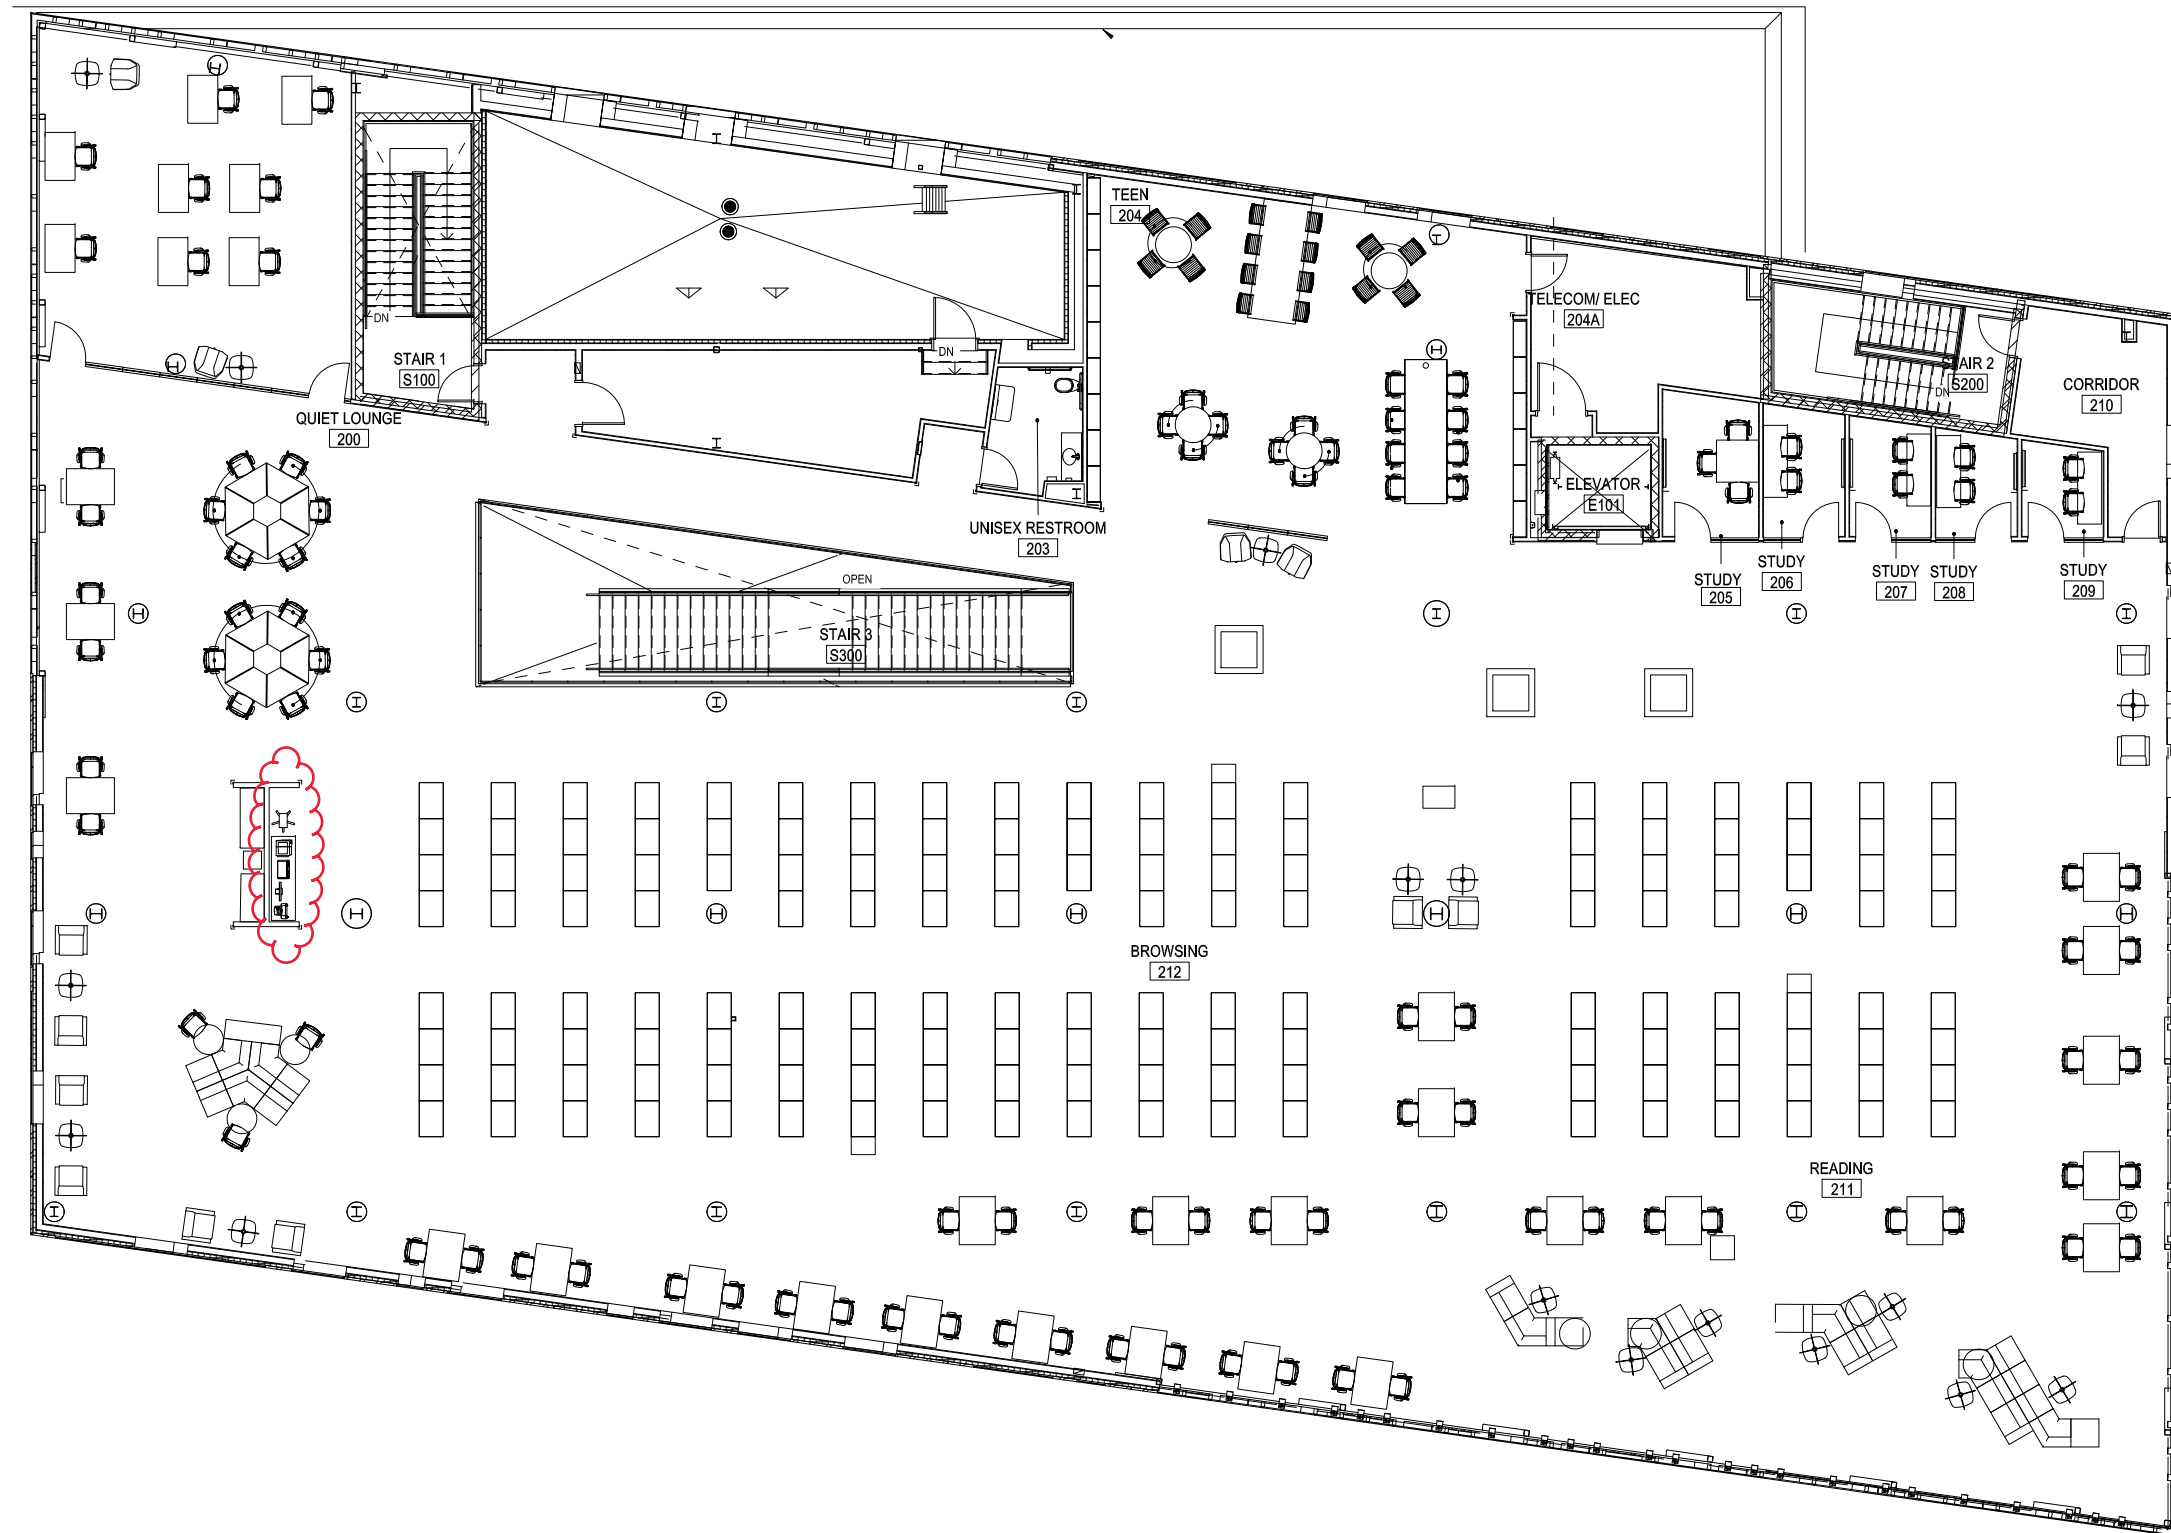 TEEN
204
TELECOM/ ELEC
204A
DN
STAIR 1
S100
DN
STAIR 2
S200
DN
CORRIDOR
210
QUIET LOUNGE
200
ELEVATOR
E101
UNISEX RESTROOM
203
OPEN
STAIR 3
S300
STUDY
205
STUDY
206
STUDY
207
STUDY
208
STUDY
209
BROWSING
212
READING
211